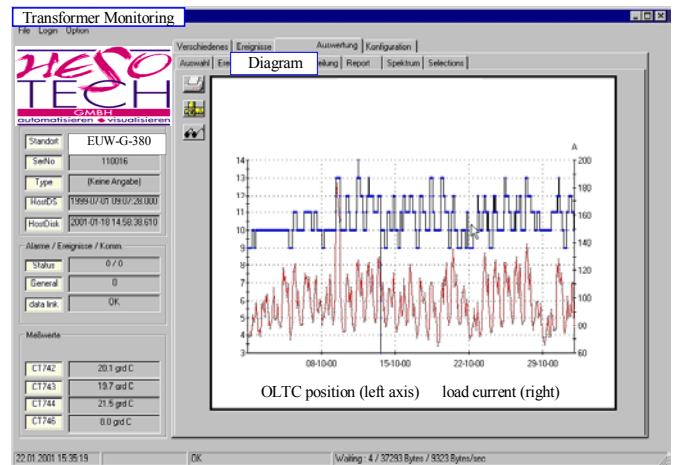 Transformer Monitoring
File Login Option
Verschiedenes Ereignisse Auswertung Konfiguration
Auswahl Diagram Report Spektrum Selections
HESO
TECH
GMBH
automatisieren visualisieren
Standort EUW-G-380
SerNo 110016
Type (Keine Angabe)
HostDS 1999-07-01 09:07:28.000
HostDisk 2001-01-18 14:58:38.610
Alarme / Ereignisse / Komm.
Status 0 / 0
General 0
data link OK
Meßwerte
CT742 20.1 grd C
CT743 19.7 grd C
CT744 21.5 grd C
CT746 8.0 grd C
A
14 200
13 180
12
11 160
10
9 140
8 120
7
6 100
5 80
4
3 60
08-10-00 15-10-00 22-10-00 29-10-00
OLTC position (left axis) load current (right)
22.01.2001 15:35:19 OK Waiting : 4 / 37293 Bytes / 9323 Bytes/sec